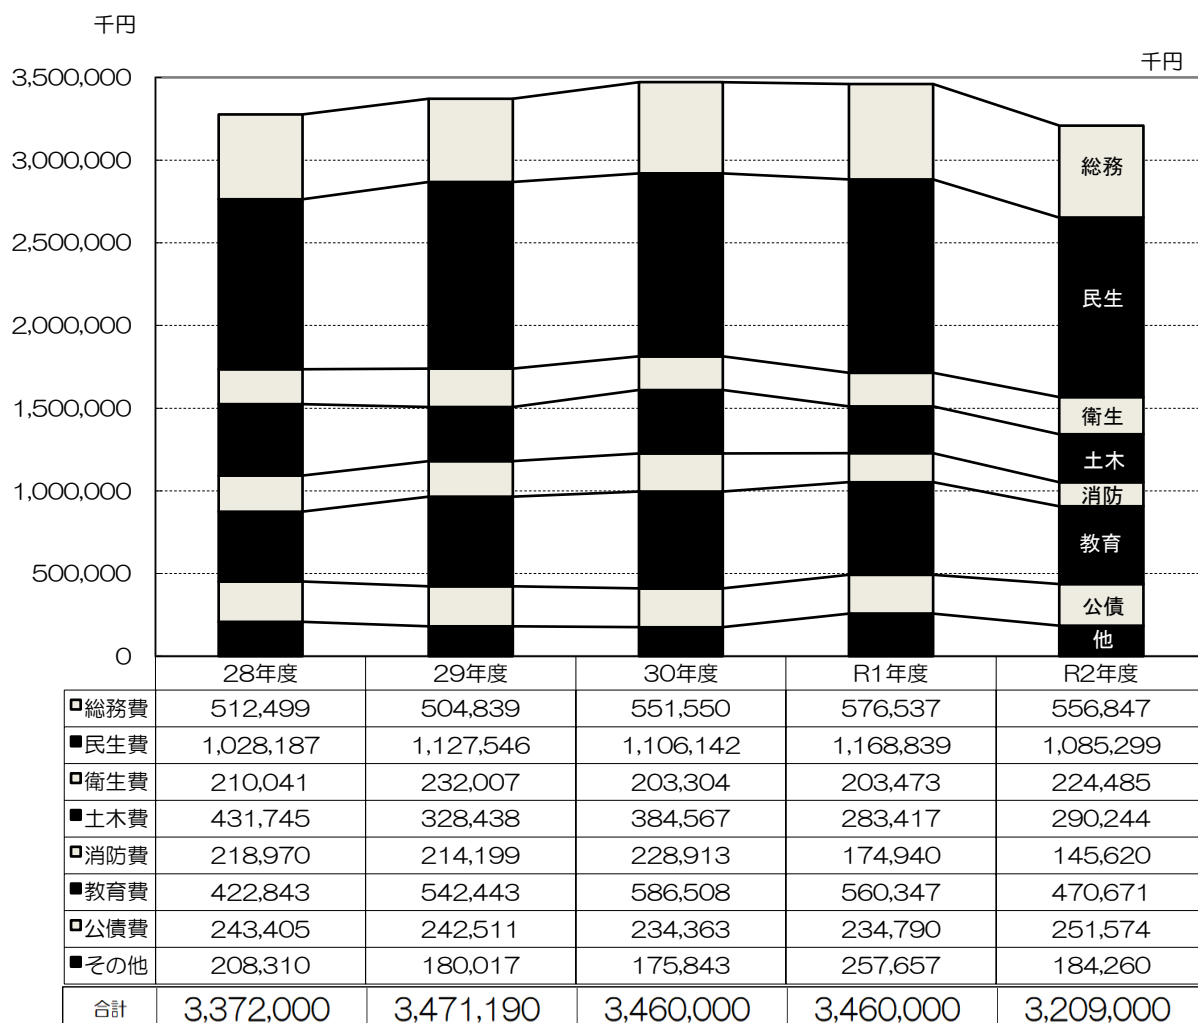 千円
千円
3,500,000
3,000,000
2,500,000
2,000,000
1,500,000
1,000,000
500,000
0
総務
民生
衛生
土木
消防
教育
公債
他
28年度 29年度 30年度 R1年度 R2年度
総務費 512,499 504,839 551,550 576,537 556,847
民生費 1,028,187 1,127,546 1,106,142 1,168,839 1,085,299
衛生費 210,041 232,007 203,304 203,473 224,485
土木費 431,745 328,438 384,567 283,417 290,244
消防費 218,970 214,199 228,913 174,940 145,620
教育費 422,843 542,443 586,508 560,347 470,671
公債費 243,405 242,511 234,363 234,790 251,574
その他 208,310 180,017 175,843 257,657 184,260
合計 3,372,000 3,471,190 3,460,000 3,460,000 3,209,000